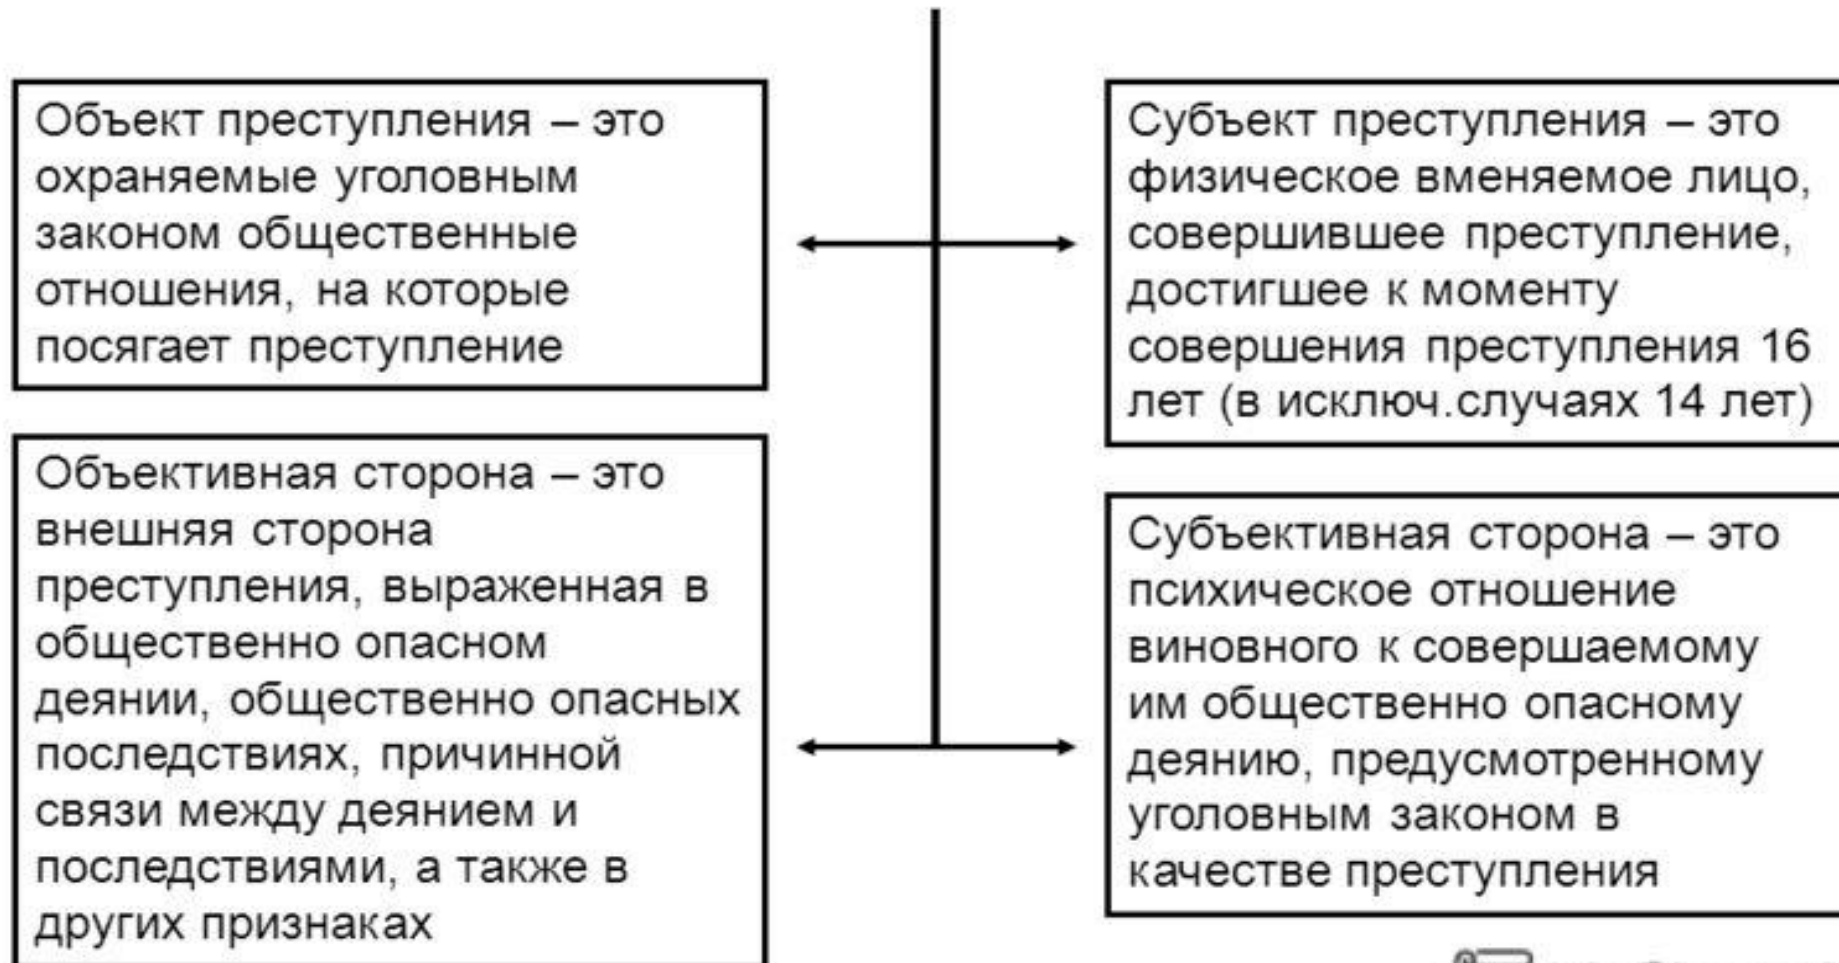 Объект преступления – это
охраняемые уголовным
законом общественные
отношения, на которые
посягает преступление
Субъект преступления – это
физическое вменяемое лицо,
совершившее преступление,
достигшее к моменту
совершения преступления 16
лет (в исключ.случаях 14 лет)
Объективная сторона – это
внешняя сторона
преступления, выраженная в
общественно опасном
деянии, общественно опасных
последствиях, причинной
связи между деянием и
последствиями, а также в
других признаках
Субъективная сторона – это
психическое отношение
виновного к совершаемому
им общественно опасному
деянию, предусмотренному
уголовным законом в
качестве преступления